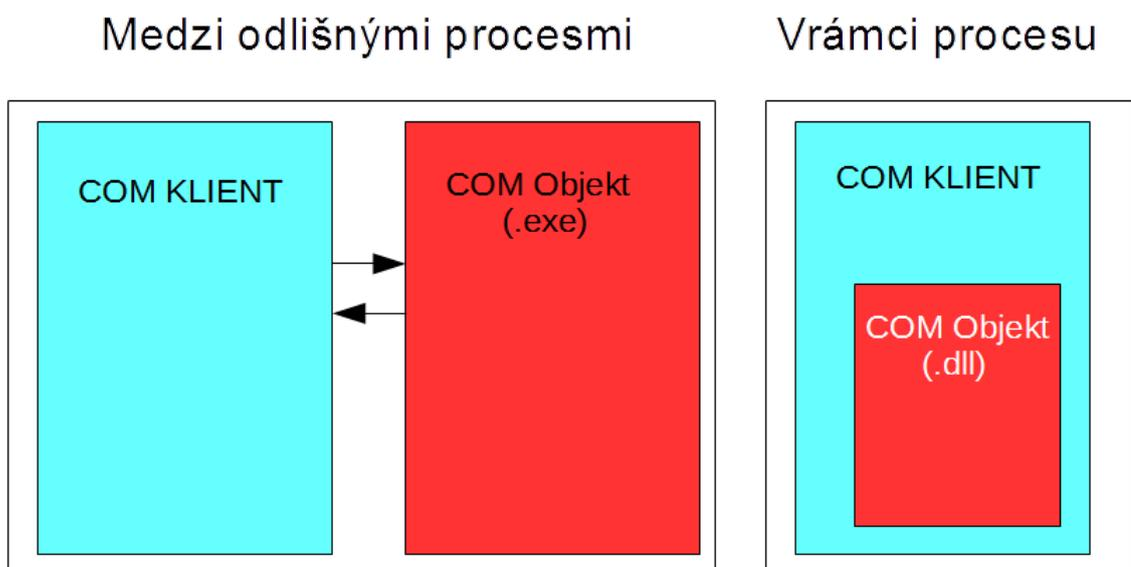 Medzi odlišnými procesmi
Vrámci procesu
COM KLIENT
COM Objekt
(.exe)
COM KLIENT
COM Objekt
(.dll)